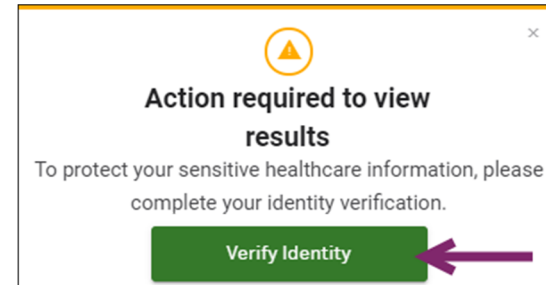 Action required to view
results
To protect your sensitive healthcare information, please
complete your identity verification.
Verify Identity